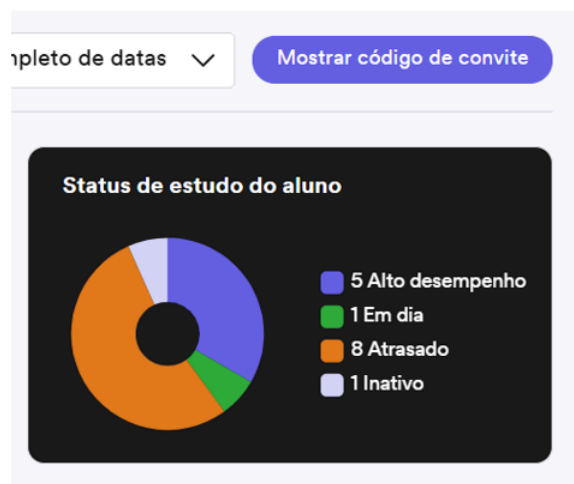 de datas
Mostrar código de convite
Status de estudo do aluno
5 Alto desempenho
1 Em dia
8 Atrasado
1 Inativo